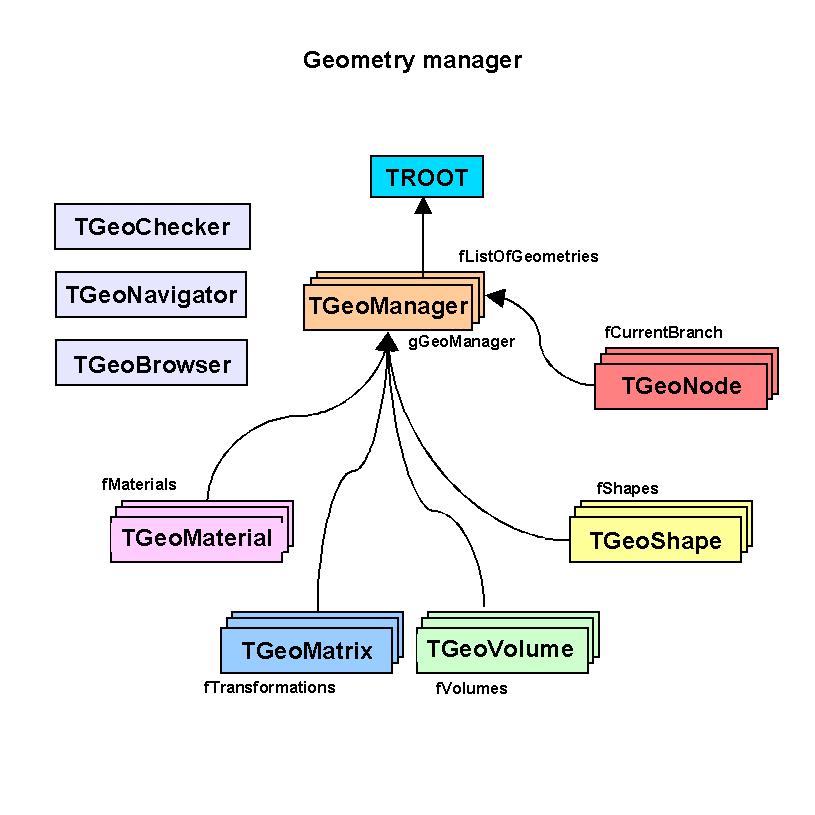 Geometry manager
TROOT
TGeoChecker
fListOfGeometries
TGeoNavigator
TGeoManager
fCurrentBranch
gGeoManager
TGeoBrowser
TGeoNode
fMaterials
fShapes
TGeoMaterial
TGeoShape
TGeoMatrix
TGeoVolume
fTransformations
fVolumes